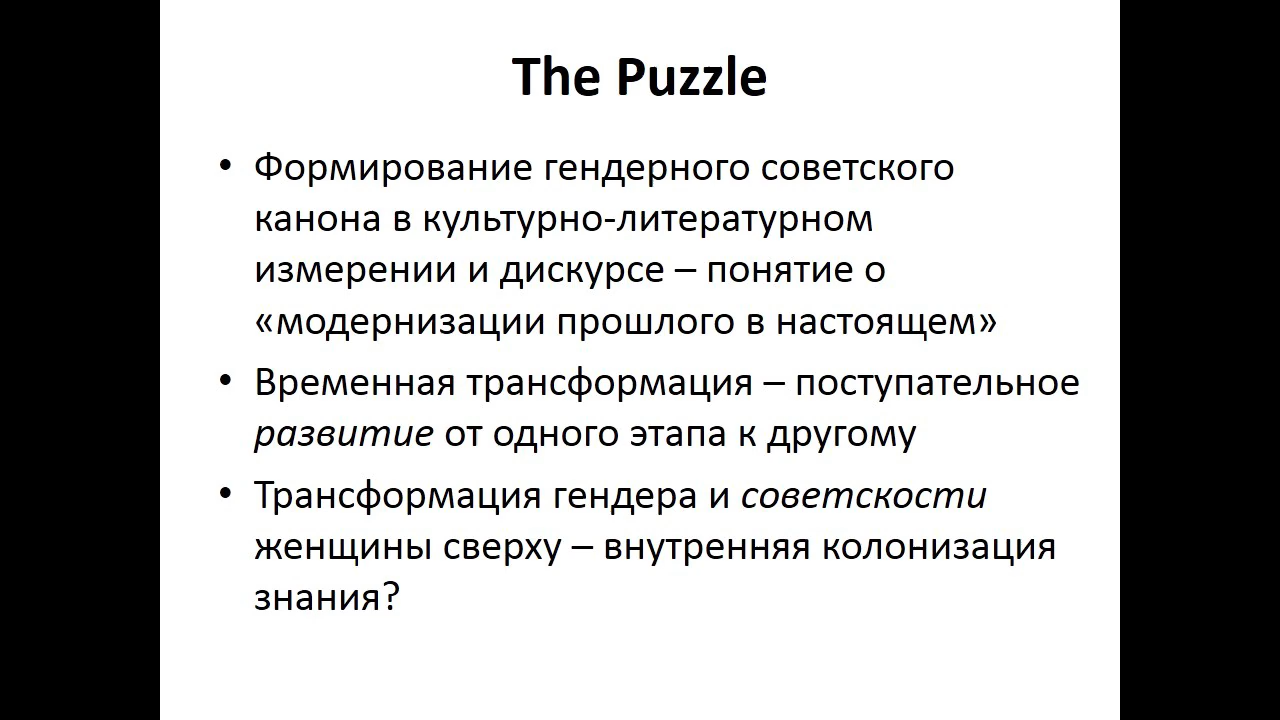 The Puzzle
• Формирование гендерного советского
канона в культурно-литературном
измерении и дискурсе – понятие о
«модернизации прошлого в настоящем»
• Временная трансформация – поступательное
развитие от одного этапа к другому
• Трансформация гендера и советскости
женщины сверху – внутренняя колонизация
знания?